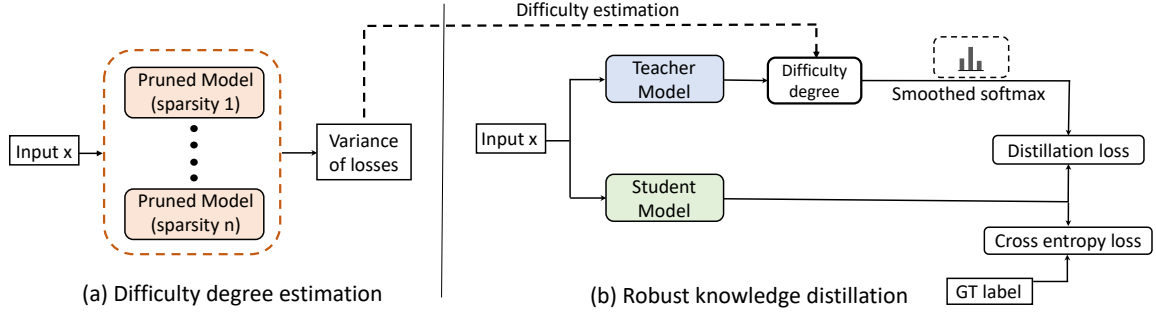 Difficulty estimation
Pruned Model
(sparsity 1)
Pruned Model
(sparsity n)
Input x
Variance
of losses
(a) Difficulty degree estimation
Input x
Teacher
Model
Difficulty
degree
Smoothed softmax
Student
Model
Distillation loss
Cross entropy loss
GT label
(b) Robust knowledge distillation